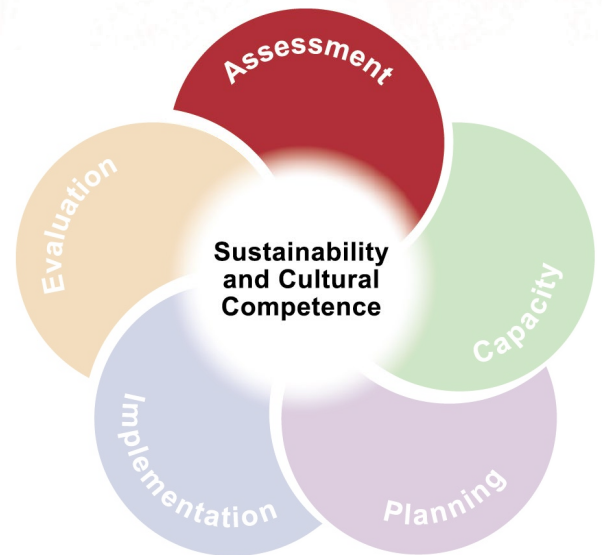 Assessment
Capacity
Planning
Implementation
Evaluation
Sustainability
and Cultural
Competence